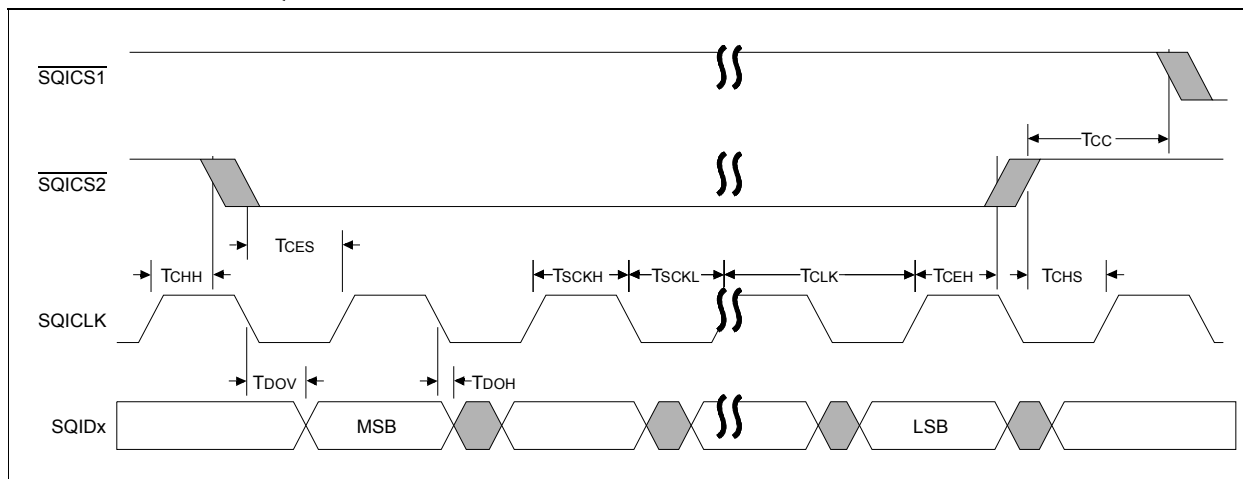 SQICS1
TCC
SQICS2
TCES
TCHH
TSCKH
TSCKL
TCLK
TCEH
TCHS
SQICLK
TDOV
TDOH
SQIDx
MSB
LSB